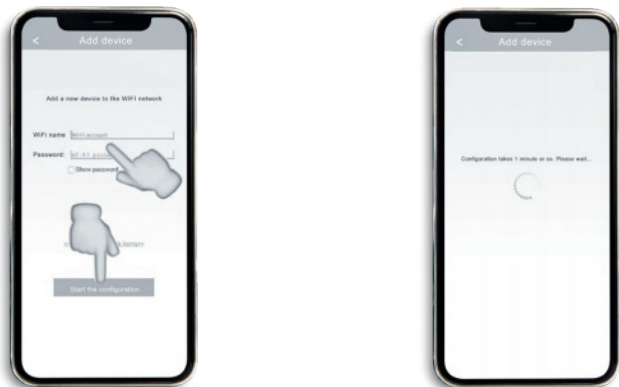 < Add device
Add a new device to the WIFI network
WiFi name
Password:
Show password
Start the configuration
< Add device
Configuration takes 1 minute or so. Please wait...